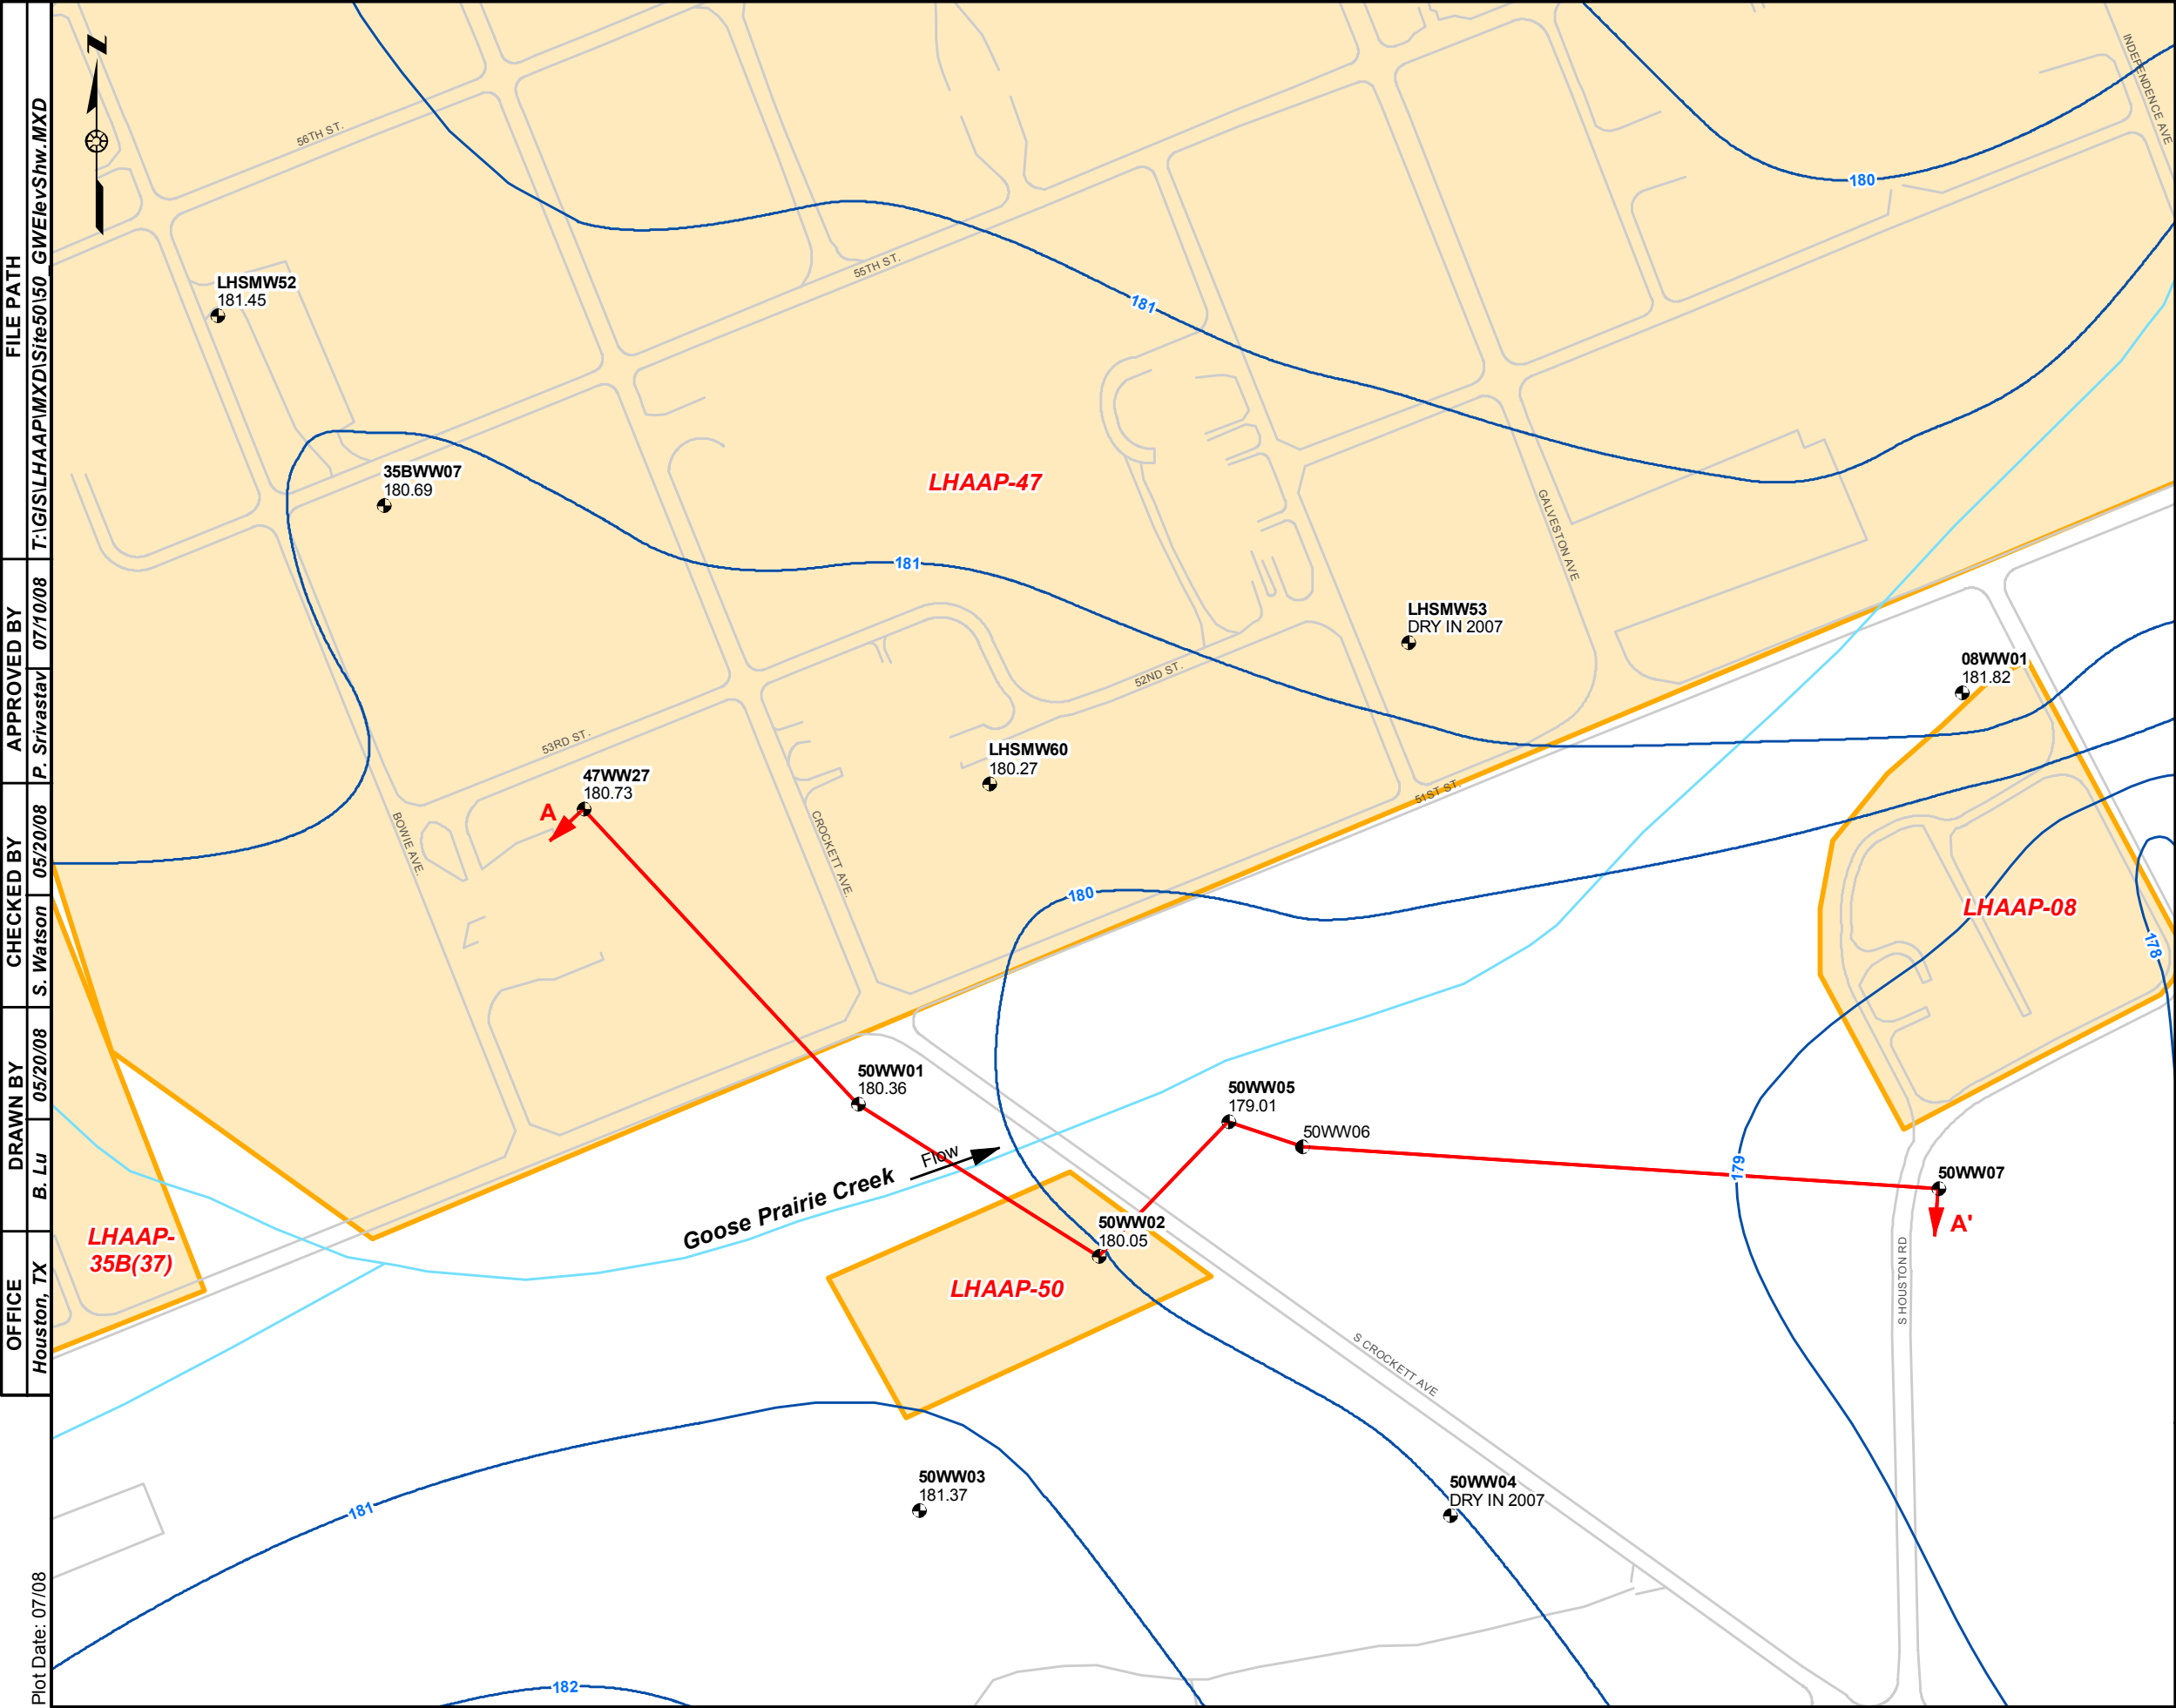 FILE PATH
T:\GIS\LHAAP\MXD\Site50\50_GWElevShw.MXD
APPROVED BY
P. Srivastav 07/10/08
CHECKED BY
S. Watson 05/20/08
DRAWN BY
B. Lu 05/20/08
OFFICE
Houston, TX
Plot Date: 07/08
N
INDEPENDENCE AVE
56TH ST.
180
55TH ST.
LHSMW52
181.45
181
35BWW07
180.69
LHAAP-47
GALVESTON AVE
181
LHSMW53
DRY IN 2007
52ND ST.
08WW01
181.82
53RD ST.
LHSMW60
180.27
47WW27
180.73
A
51ST ST.
BOWIE AVE.
CROCKETT AVE.
180
LHAAP-08
178
50WW01
180.36
50WW05
179.01
50WW06
Flow
Goose Prairie Creek
179
50WW07
A'
50WW02
180.05
LHAAP-
35B(37)
LHAAP-50
S HOUSTON RD
S CROCKETT AVE
50WW03
181.37
50WW04
DRY IN 2007
181
182